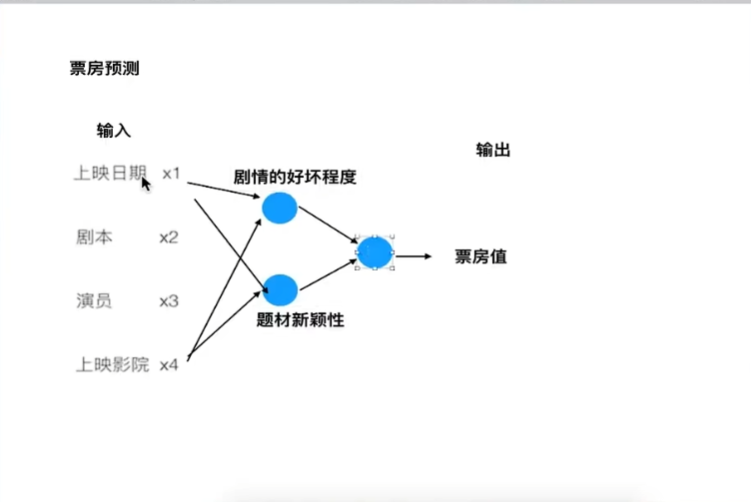 票房预测
输入
输出
上映日期 x1
剧情的好坏程度
剧本 x2
票房值
演员 x3
题材新颖性
上映影院 x4